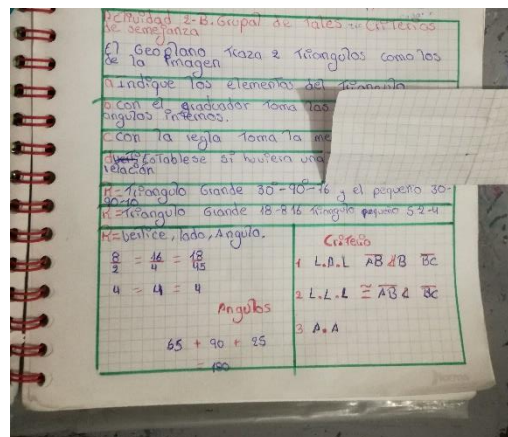 Actividad 2-B. Grupal de Tales :: Criterios
de semejanza
El Geoplano Traza 2 Triangulos como los
de la imagen
a Indique los elementos del Triangulo
b con el graduador Toma las
angulos internos.
c con la regla Toma la me
d Establese si huviera una
relación
R= Triangulo Grande 30°-90°-16 y el pequeño 30-
90-10
R= Triangulo Grande 18-8 16 Triangulo pequeño 5-2-4
R= Vertice, lado, Angulo.
8/2 = 16/4 = 18/45
4 = 4 = 4
Angulos
65 + 90 + 25
= 180
Criterio
1 L.A.L AB ∡B BC
2 L.L.L ≅ AB ∡ BC
3 A.A